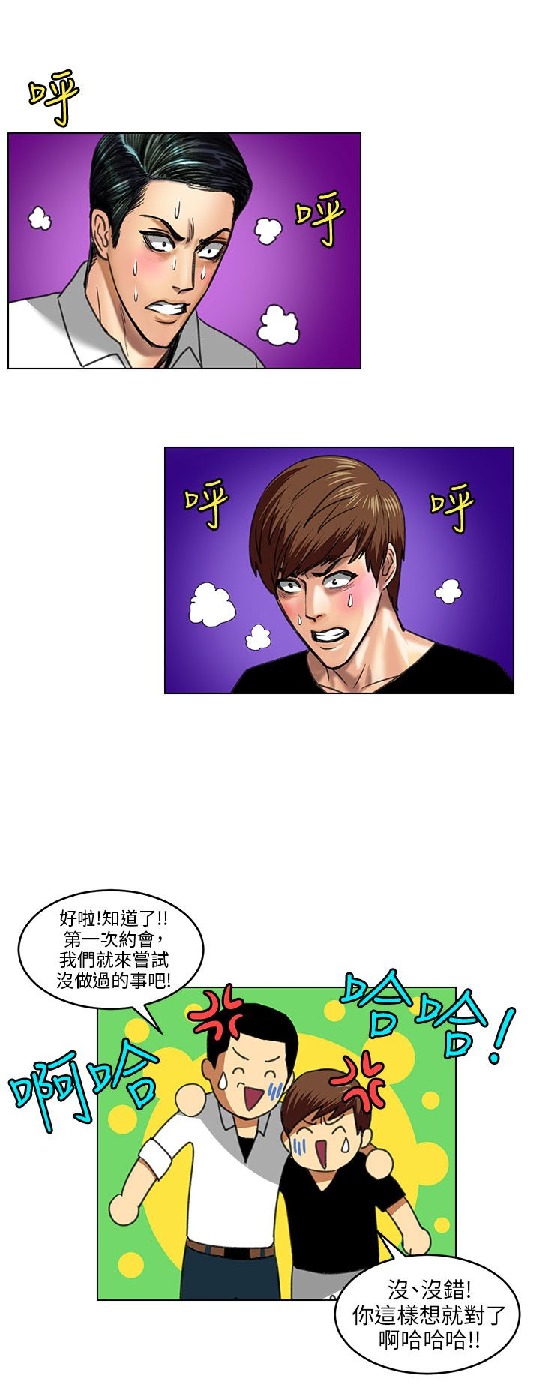 呼
呼
呼
呼
好啦!知道了!!
第一次約會，
我們就來嘗試
沒做過的事吧!
啊哈
哈哈!
沒、沒錯!
你這樣想就對了
啊哈哈哈!!